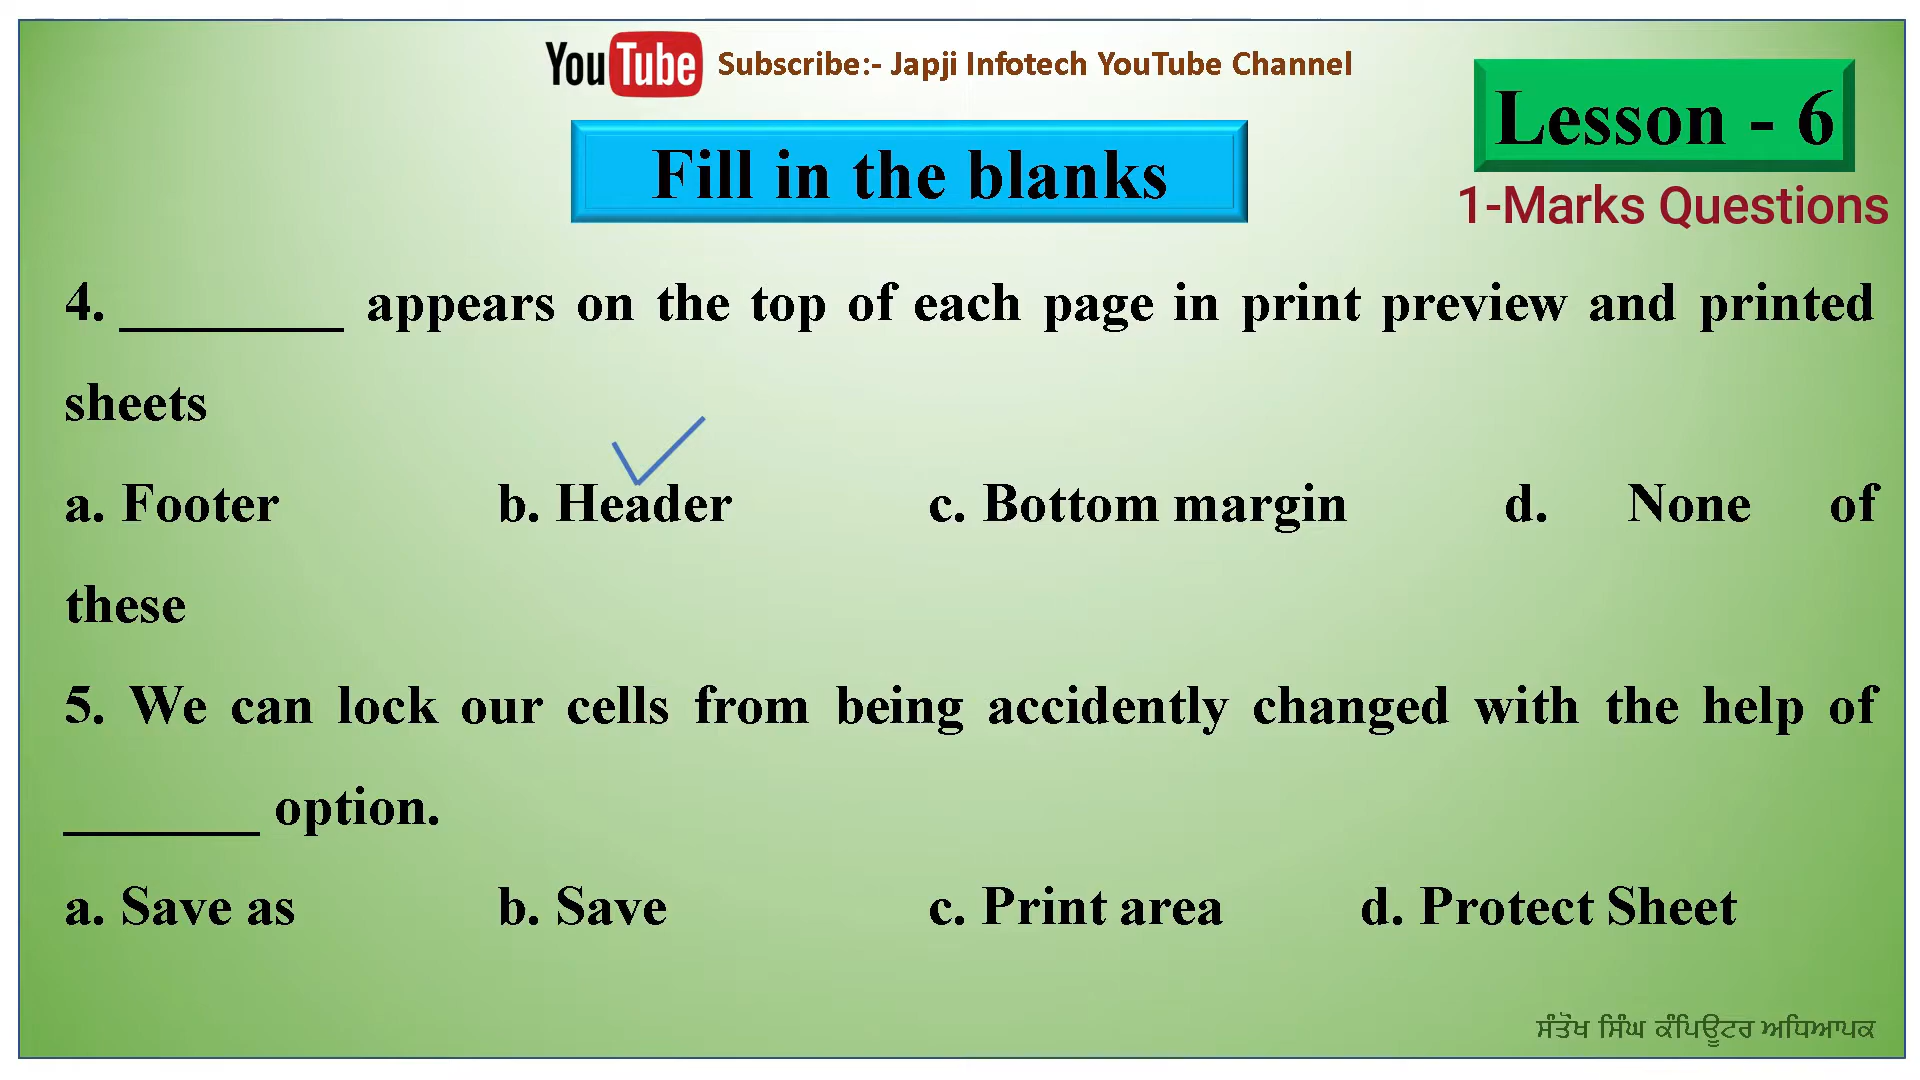 YouTube Subscribe:- Japji Infotech YouTube Channel
Lesson - 6
Fill in the blanks
1-Marks Questions
4. ________ appears on the top of each page in print preview and printed
sheets
a. Footer b. Header c. Bottom margin d. None of
these
5. We can lock our cells from being accidently changed with the help of
_______ option.
a. Save as b. Save c. Print area d. Protect Sheet
ਸੰਤੋਖ ਸਿੰਘ ਕੰਪਿਊਟਰ ਅਧਿਆਪਕ